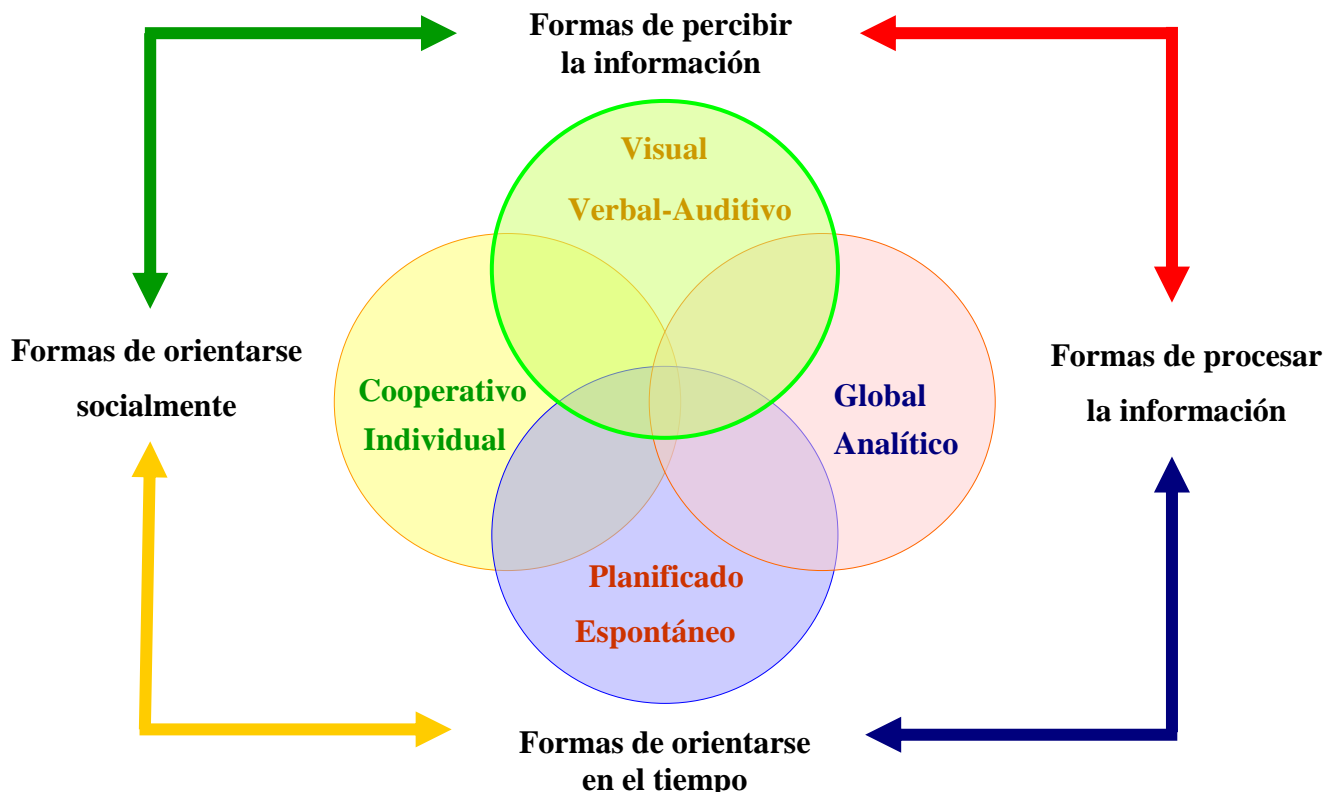 Formas de percibir
la información
Visual
Verbal-Auditivo
Formas de orientarse
socialmente
Cooperativo
Individual
Global
Analítico
Formas de procesar
la información
Planificado
Espontáneo
Formas de orientarse
en el tiempo